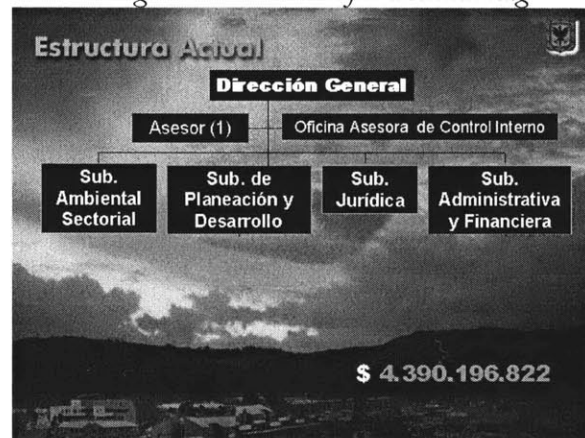 Estructura Actual
Dirección General
Asesor (1)
Oficina Asesora de Control Interno
Sub.
Ambiental
Sectorial
Sub. de
Planeación y
Desarrollo
Sub.
Jurídica
Sub.
Administrativa
y Financiera
$ 4.390.196.822